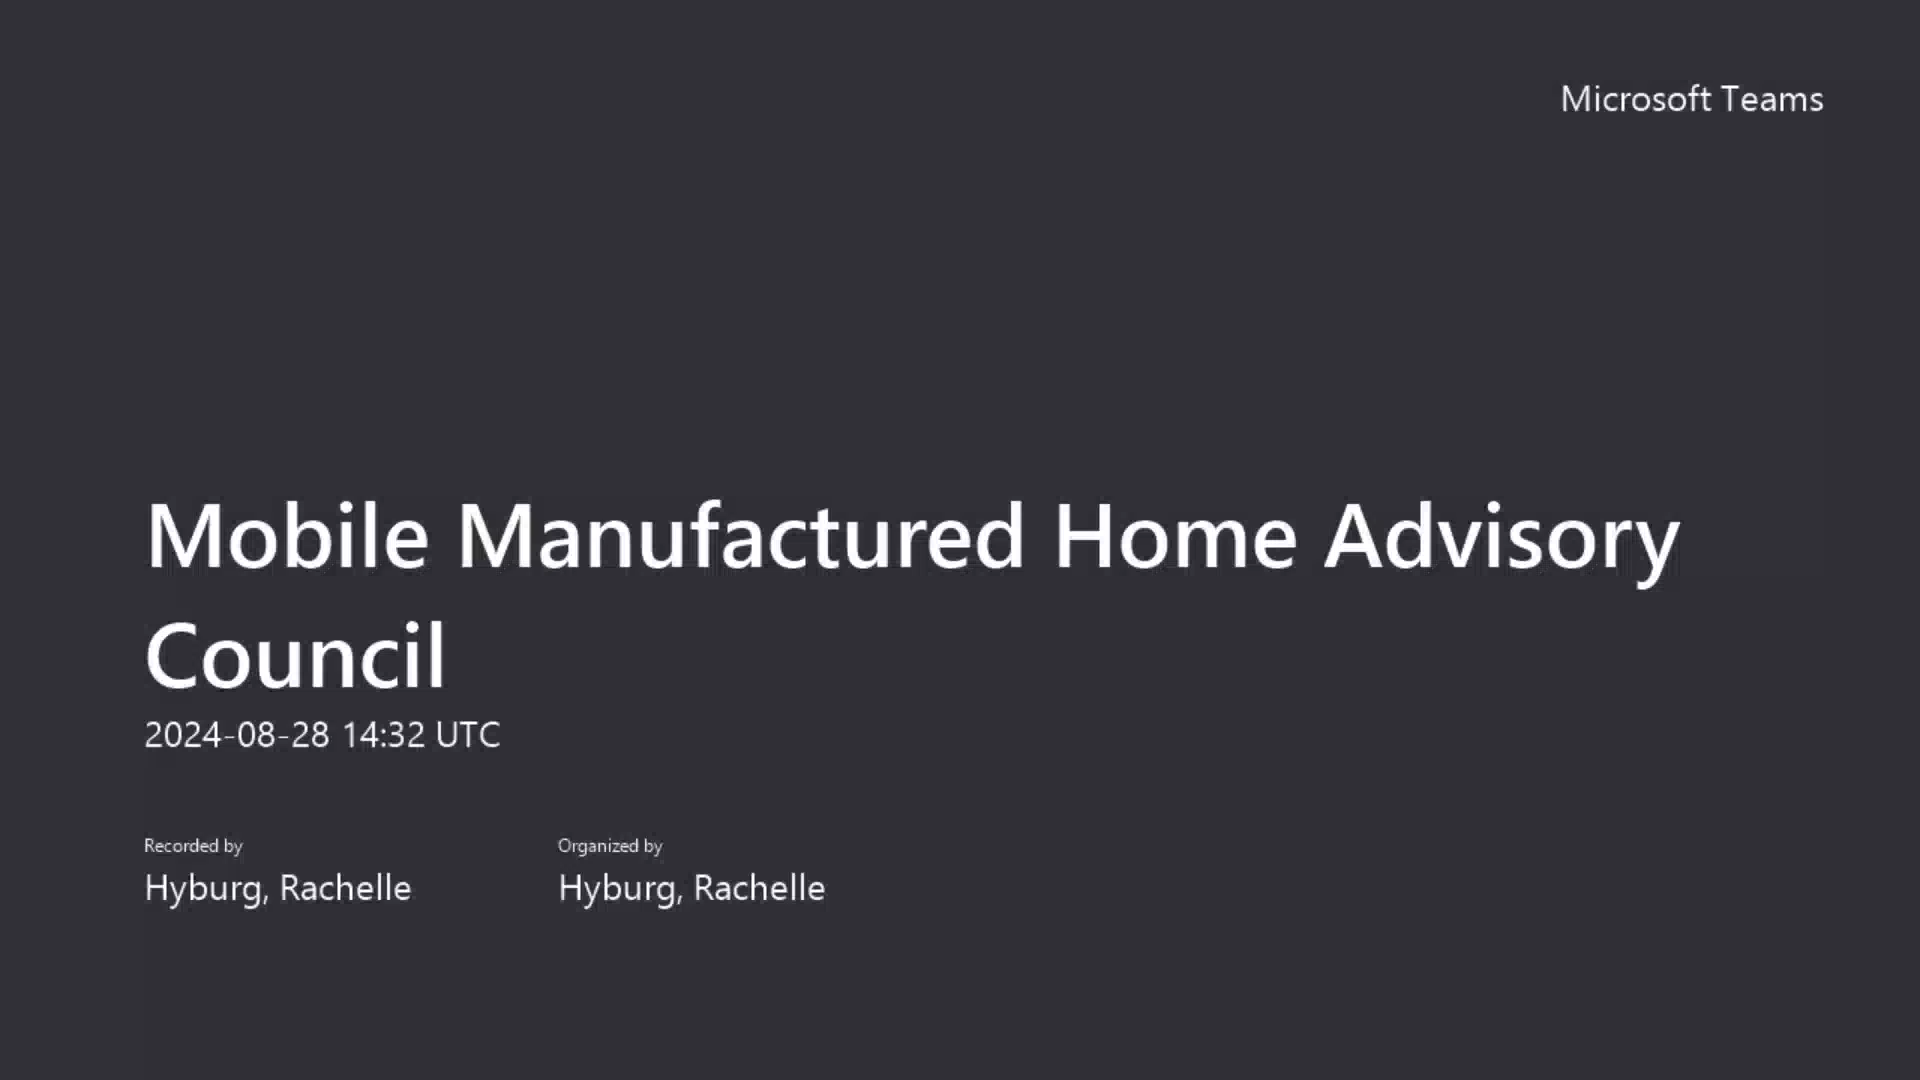 Microsoft Teams
Mobile Manufactured Home Advisory
Council
2024-08-28 14:32 UTC
Recorded by
Organized by
Hyburg, Rachelle
Hyburg, Rachelle